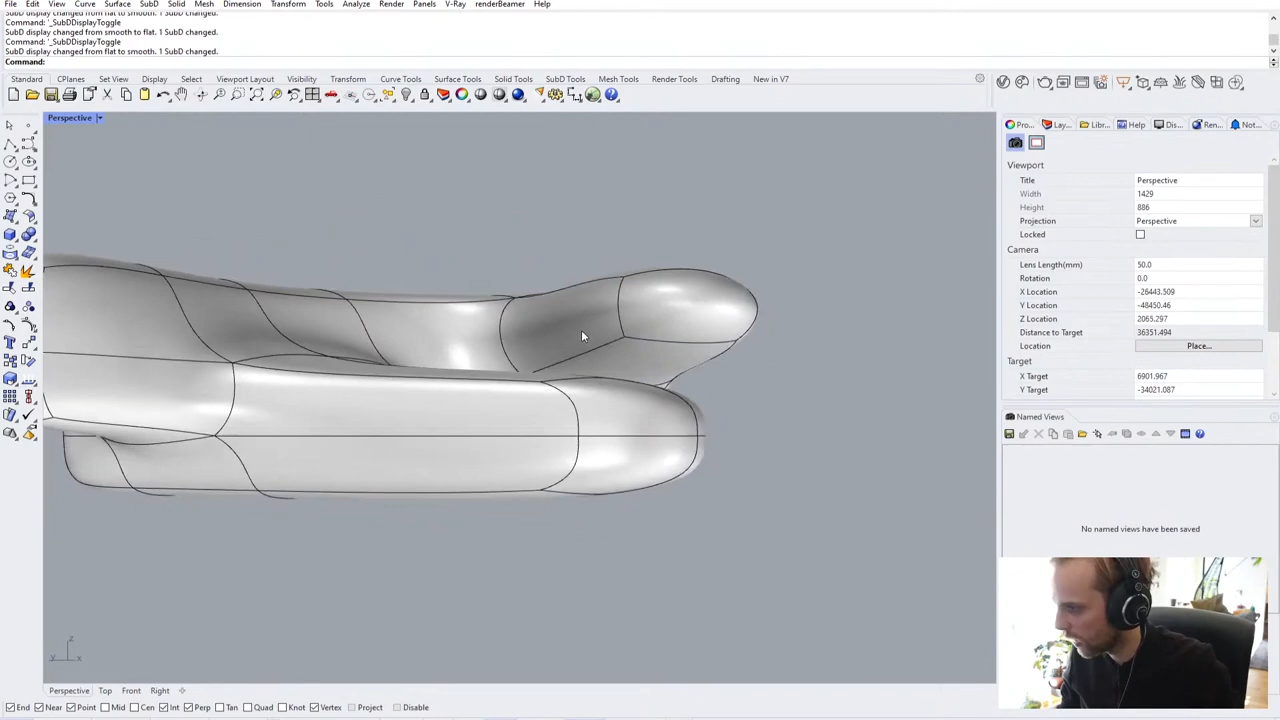 File Edit View Curve Surface SubD Solid Mesh Dimension Transform Tools Analyze Render Panels V-Ray renderBeamer Help
SubD display changed from flat to smooth. 1 SubD changed.
Command: '_SubDDisplayToggle
SubD display changed from smooth to flat. 1 SubD changed.
Command: '_SubDDisplayToggle
SubD display changed from flat to smooth. 1 SubD changed.
Command:
Standard CPlanes Set View Display Select Viewport Layout Visibility Transform Curve Tools Surface Tools Solid Tools SubD Tools Mesh Tools Render Tools Drafting New in V7
Perspective
Pro... Lay... Libr... Help Dis... Ren... Not...
Viewport
Title Perspective
Width 1429
Height 886
Projection Perspective
Locked
Camera
Lens Length(mm) 50.0
Rotation 0.0
X Location -26443.509
Y Location -48450.46
Z Location 2065.297
Distance to Target 36351.494
Location Place...
Target
X Target 6901.967
Y Target -34021.087
Named Views
No named views have been saved
z
y x
Perspective Top Front Right
End Near Point Mid Cen Int Perp Tan Quad Knot Vertex Project Disable